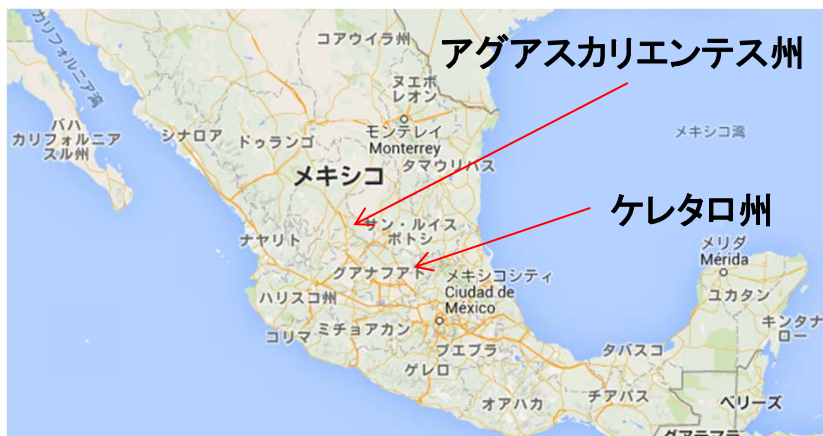 カリフォルニア湾
コアウイラ州
アグアスカリエンテス州
ヌエボ
レオン
バハ
カリフォルニア
スル州
シナロア
ドゥランゴ
モンテレイ
Monterrey
メキシコ湾
タマウリパス
メキシコ
ケレタロ州
サン・ルイス
ポトシ
ナヤリト
メリダ
Mérida
グアナフアト
メキシコシティ
Ciudad de
México
ユカタン
ハリスコ州
キンタナ
ロー
コリマ
ミチョアカン
プエブラ
タバスコ
ゲレロ
オアハカ
チアパス
ベリーズ
グアテマラ